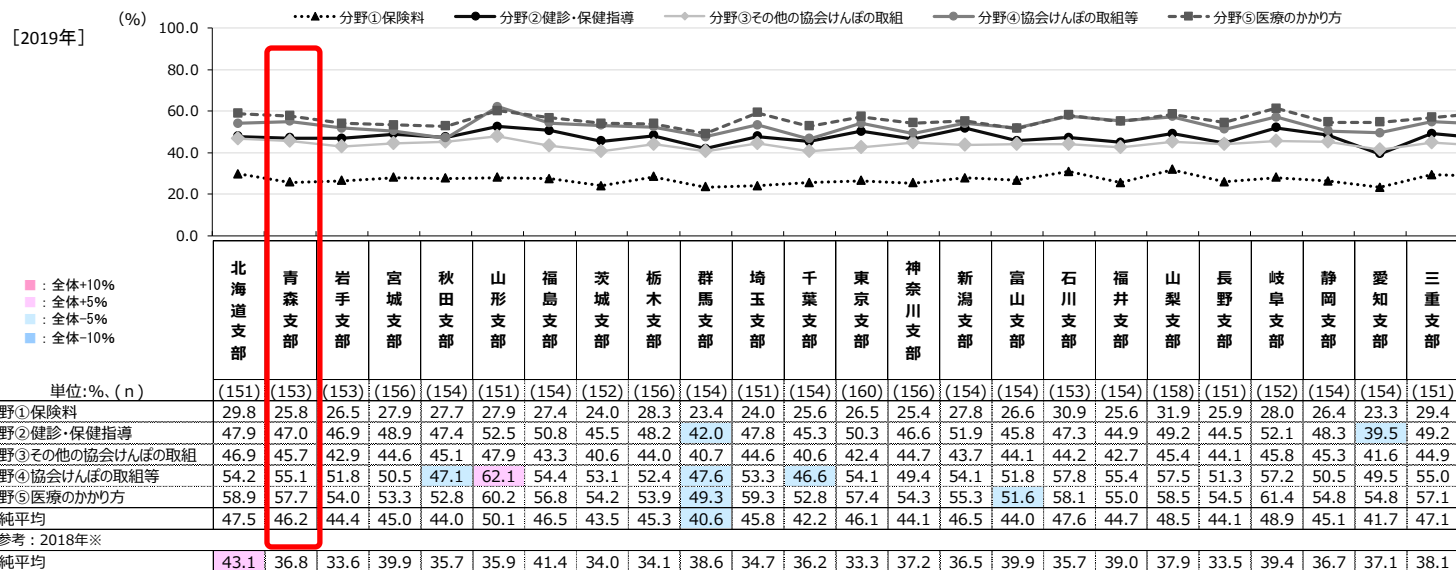 (%)
[2019年]
分野①保険料 分野②健診・保健指導 分野③その他の協会けんぽの取組 分野④協会けんぽの取組等 分野⑤医療のかかり方
100.0
80.0
60.0
40.0
20.0
0.0
：全体+10%
：全体+5%
：全体-5%
：全体-10%
北海道支部 青森支部 岩手支部 宮城支部 秋田支部 山形支部 福島支部 茨城支部 栃木支部 群馬支部 埼玉支部 千葉支部 東京支部 神奈川支部 新潟支部 富山支部 石川支部 福井支部 山梨支部 長野支部 岐阜支部 静岡支部 愛知支部 三重支部
単位:%、( n ) (151) (153) (153) (156) (154) (151) (154) (152) (156) (154) (151) (154) (160) (156) (154) (154) (153) (154) (158) (151) (152) (154) (154) (151)
野①保険料 29.8 25.8 26.5 27.9 27.7 27.9 27.4 24.0 28.3 23.4 24.0 25.6 26.5 25.4 27.8 26.6 30.9 25.6 31.9 25.9 28.0 26.4 23.3 29.4
野②健診・保健指導 47.9 47.0 46.9 48.9 47.4 52.5 50.8 45.5 48.2 42.0 47.8 45.3 50.3 46.6 51.9 45.8 47.3 44.9 49.2 44.5 52.1 48.3 39.5 49.2
野③その他の協会けんぽの取組 46.9 45.7 42.9 44.6 45.1 47.9 43.3 40.6 44.0 40.7 44.6 40.6 42.4 44.7 43.7 44.1 44.2 42.7 45.4 44.1 45.8 45.3 41.6 44.9
野④協会けんぽの取組等 54.2 55.1 51.8 50.5 47.1 62.1 54.4 53.1 52.4 47.6 53.3 46.6 54.1 49.4 54.1 51.8 57.8 55.4 57.5 51.3 57.2 50.5 49.5 55.0
野⑤医療のかかり方 58.9 57.7 54.0 53.3 52.8 60.2 56.8 54.2 53.9 49.3 59.3 52.8 57.4 54.3 55.3 51.6 58.1 55.0 58.5 54.5 61.4 54.8 54.8 57.1
純平均 47.5 46.2 44.4 45.0 44.0 50.1 46.5 43.5 45.3 40.6 45.8 42.2 46.1 44.1 46.5 44.0 47.6 44.7 48.5 44.1 48.9 45.1 41.7 47.1
参考：2018年※
純平均 43.1 36.8 33.6 39.9 35.7 35.9 41.4 34.0 34.1 38.6 34.7 36.2 33.3 37.2 36.5 39.9 35.7 39.0 37.9 33.5 39.4 36.7 37.1 38.1